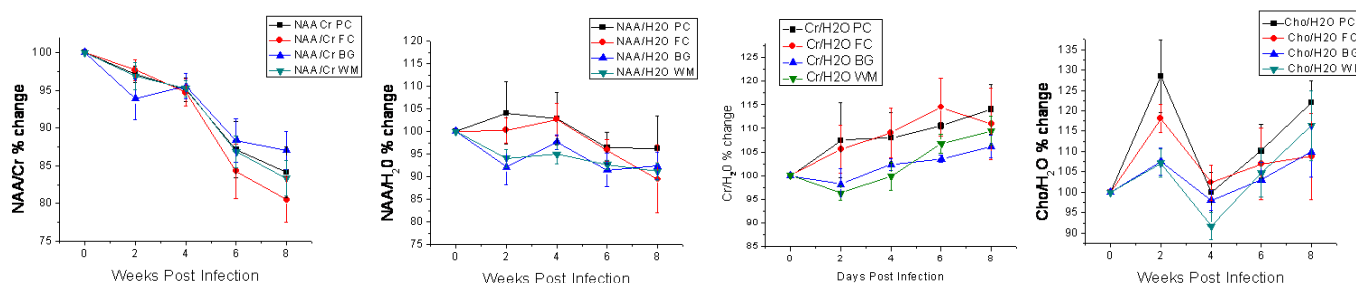 NAA Cr PC
NAA/Cr FC
NAA/Cr BG
NAA/Cr WM
100
95
90
85
80
75
0 2 4 6 8
NAA/Cr % change
Weeks Post Infection
NAA/H2O PC
NAA/H2O FC
NAA/H2O BG
NAA/H2O WM
120
115
110
105
100
95
90
85
80
75
0 2 4 6 8
NAA/H₂0 % change
Weeks Post Infection
Cr/H2O PC
Cr/H2O FC
Cr/H2O BG
Cr/H2O WM
125
120
115
110
105
100
95
90
85
0 2 4 6 8
Cr/H₂O % change
Days Post Infection
Cho/H2O PC
Cho/H2O FC
Cho/H2O BG
Cho/H2O WM
135
130
125
120
115
110
105
100
95
90
0 2 4 6 8
Cho/H₂O % change
Weeks Post Infection